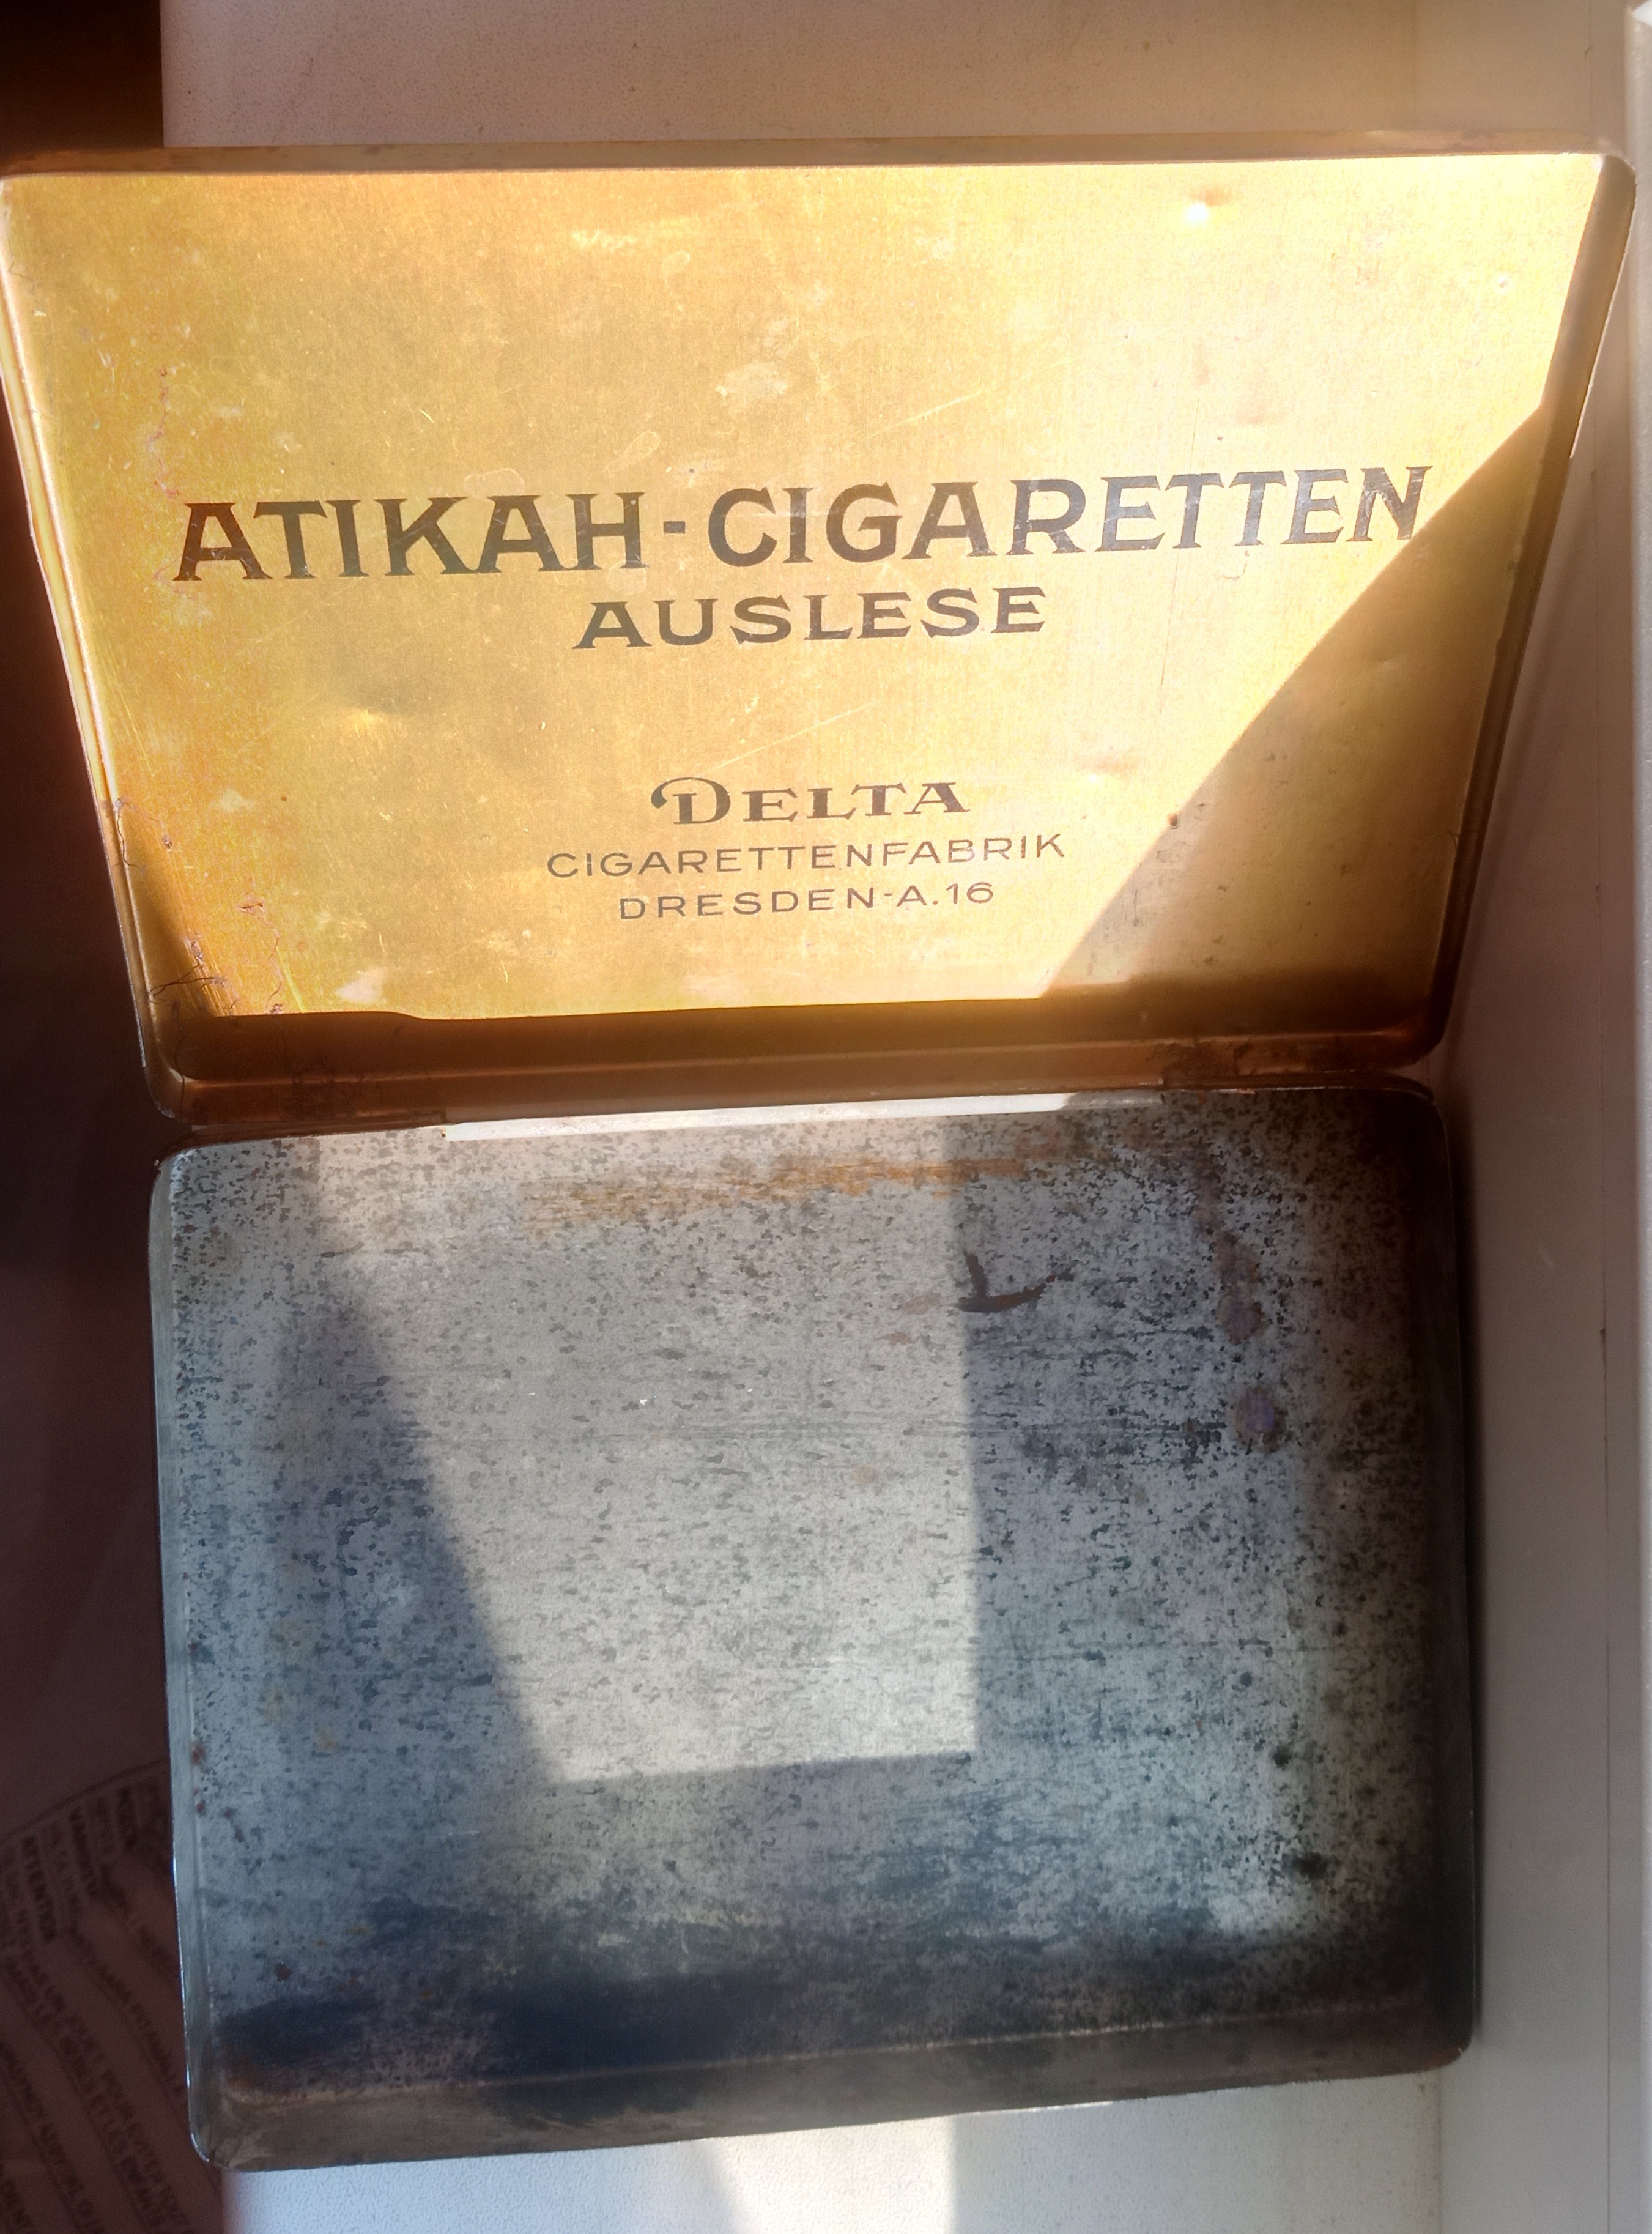 ATIKAH-CIGARETTEN
AUSLESE
DELTA
CIGARETTENFABRIK
DRESDEN-A.16